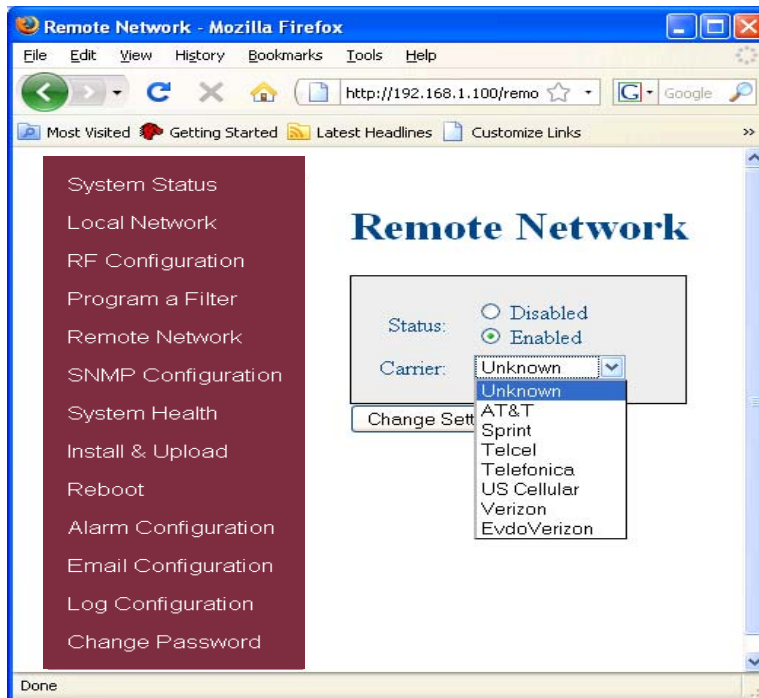 Remote Network - Mozilla Firefox
File Edit View History Bookmarks Tools Help
http://192.168.1.100/remo G Google
Most Visited Getting Started Latest Headlines Customize Links »
System Status
Local Network
RF Configuration
Program a Filter
Remote Network
SNMP Configuration
System Health
Install & Upload
Reboot
Alarm Configuration
Email Configuration
Log Configuration
Change Password
Remote Network
Status: Disabled
Enabled
Carrier: Unknown
Unknown
AT&T
Sprint
Telcel
Telefonica
US Cellular
Verizon
EvdoVerizon
Change Sett
Done